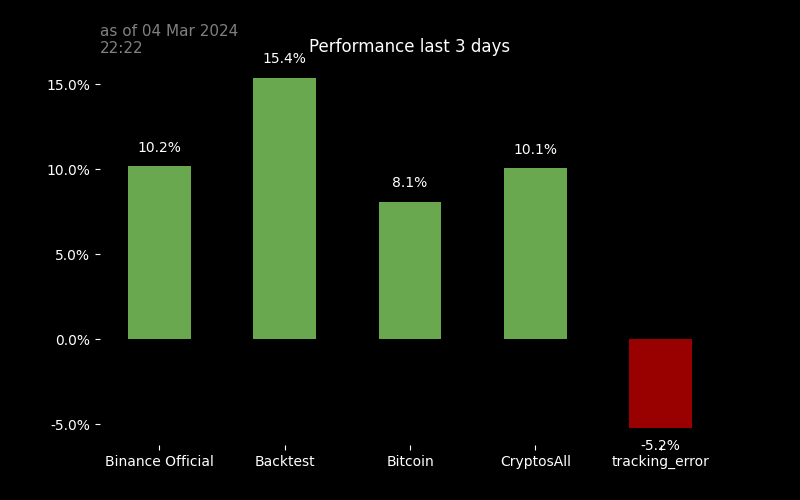 as of 04 Mar 2024
22:22
Performance last 3 days
15.4%
15.0%
10.2%
10.1%
10.0%
8.1%
5.0%
0.0%
-5.0%
-5.2%
Binance Official
Backtest
Bitcoin
CryptosAll
tracking_error